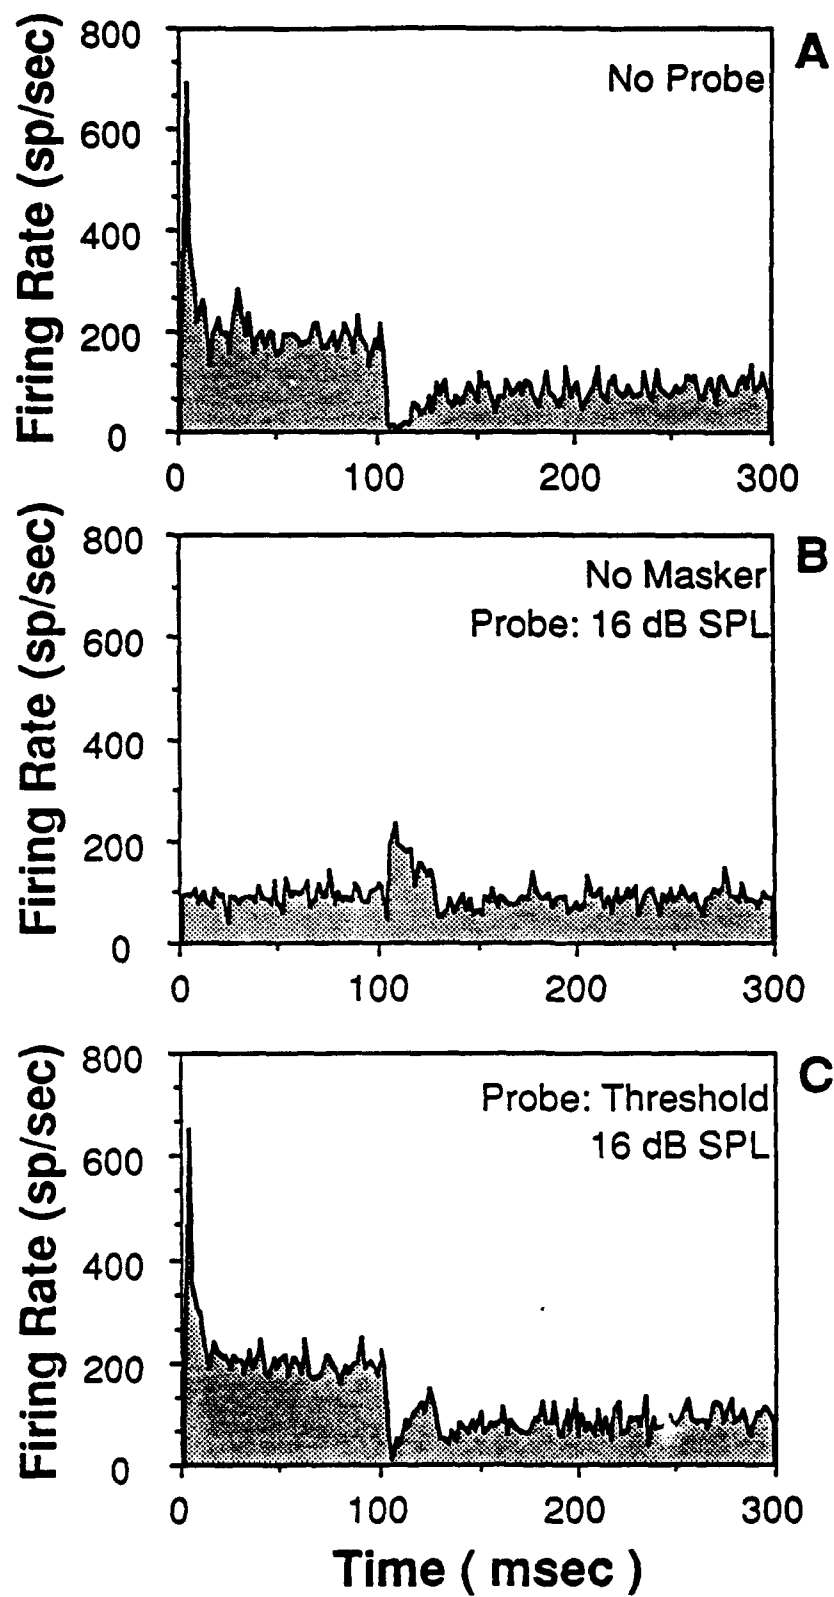 A
No Probe
Firing Rate (sp/sec)
800
600
400
200
0
0 100 200 300
B
No Masker
Probe: 16 dB SPL
Firing Rate (sp/sec)
800
600
400
200
0
0 100 200 300
C
Probe: Threshold
16 dB SPL
Firing Rate (sp/sec)
800
600
400
200
0
0 100 200 300
Time ( msec )